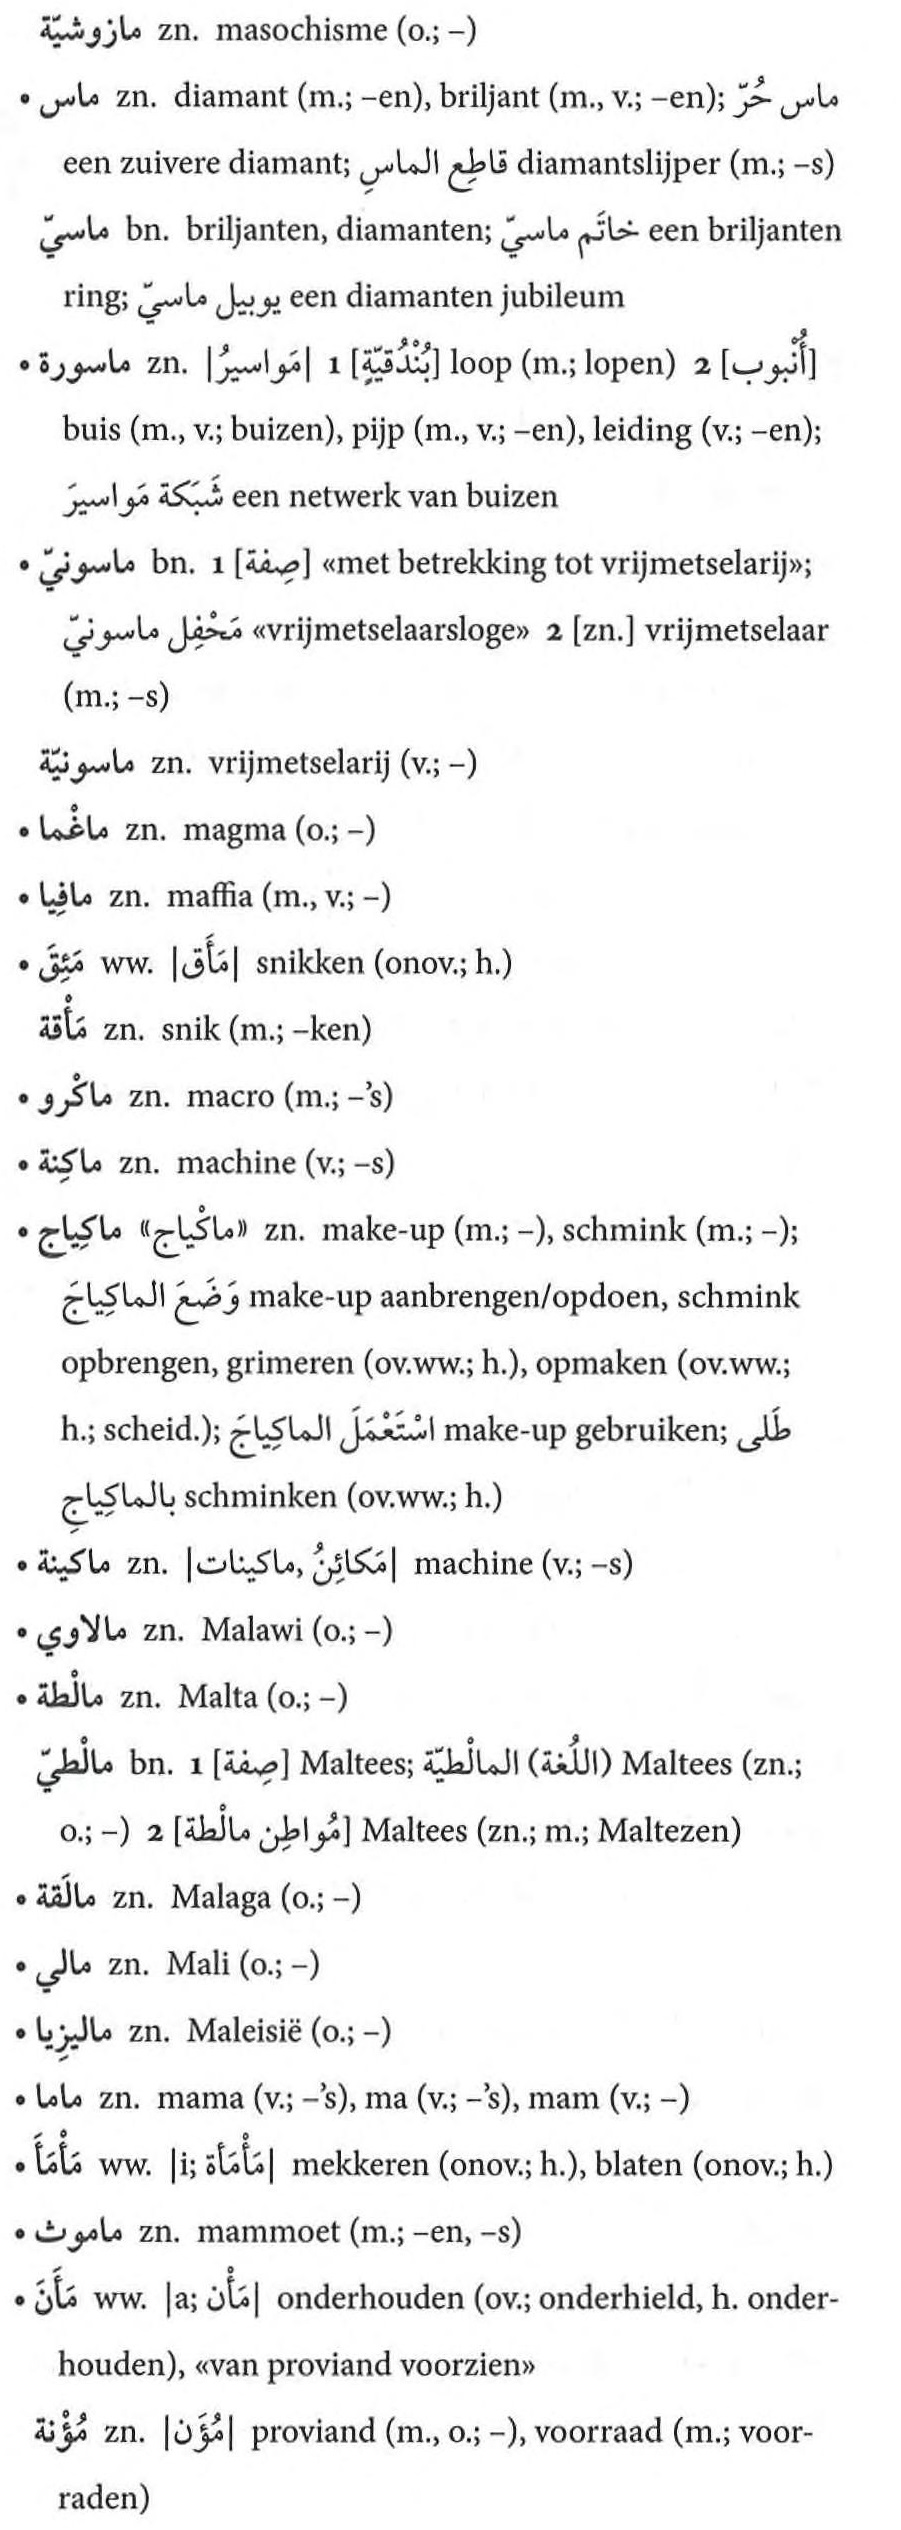 مازوشيّة zn. masochisme (o.; –)
• ماس zn. diamant (m.; –en), briljant (m., v.; –en); ماس حُرّ
een zuivere diamant; قاطِع الماسِ diamantslijper (m.; –s)
ماسيّ bn. briljanten, diamanten; خاتَم ماسيّ een briljanten
ring; يوبيل ماسيّ een diamanten jubileum
• ماسورة zn. |مَواسيرُ| 1 [بُنْدُقيّةٍ] loop (m.; lopen) 2 [أُنْبوب]
buis (m., v.; buizen), pijp (m., v.; –en), leiding (v.; –en);
شَبَكة مَواسيرَ een netwerk van buizen
• ماسونيّ bn. 1 [صِفة] «met betrekking tot vrijmetselarij»;
مَحْفِل ماسونيّ «vrijmetselaarsloge» 2 [zn.] vrijmetselaar
(m.; –s)
ماسونيّة zn. vrijmetselarij (v.; –)
• ماغْما zn. magma (o.; –)
• مافِيا zn. maffia (m., v.; –)
• مَئِقَ ww. |مَأَق| snikken (onov.; h.)
مَأْقة zn. snik (m.; –ken)
• ماكْرو zn. macro (m.; –’s)
• ماكِنة zn. machine (v.; –s)
• ماكِياج «ماكْياج» zn. make-up (m.; –), schmink (m.; –);
وَضَعَ الماكِياجَ make-up aanbrengen/opdoen, schmink
opbrengen, grimeren (ov.ww.; h.), opmaken (ov.ww.;
h.; scheid.); اسْتَعْمَلَ الماكِياجَ make-up gebruiken; طَلى
بالماكِياجِ schminken (ov.ww.; h.)
• ماكينة zn. |مَكائِنُ ,ماكينات| machine (v.; –s)
• مالاوي zn. Malawi (o.; –)
• مالْطة zn. Malta (o.; –)
مالْطيّ bn. 1 [صِفة] Maltees; المالْطيّة (اللُغة) Maltees (zn.;
o.; –) 2 [مُواطِن مالْطة] Maltees (zn.; m.; Maltezen)
• مالَقة zn. Malaga (o.; –)
• مالي zn. Mali (o.; –)
• ماليزِيا zn. Maleisië (o.; –)
• ماما zn. mama (v.; –’s), ma (v.; –’s), mam (v.; –)
• مَأْمَأَ ww. |i; مَأْمَأة| mekkeren (onov.; h.), blaten (onov.; h.)
• ماموث zn. mammoet (m.; –en, –s)
• مَأَنَ ww. |a; مَأْن| onderhouden (ov.; onderhield, h. onder-
houden), «van proviand voorzien»
مُؤْنة zn. |مُؤَن| proviand (m., o.; –), voorraad (m.; voor-
raden)